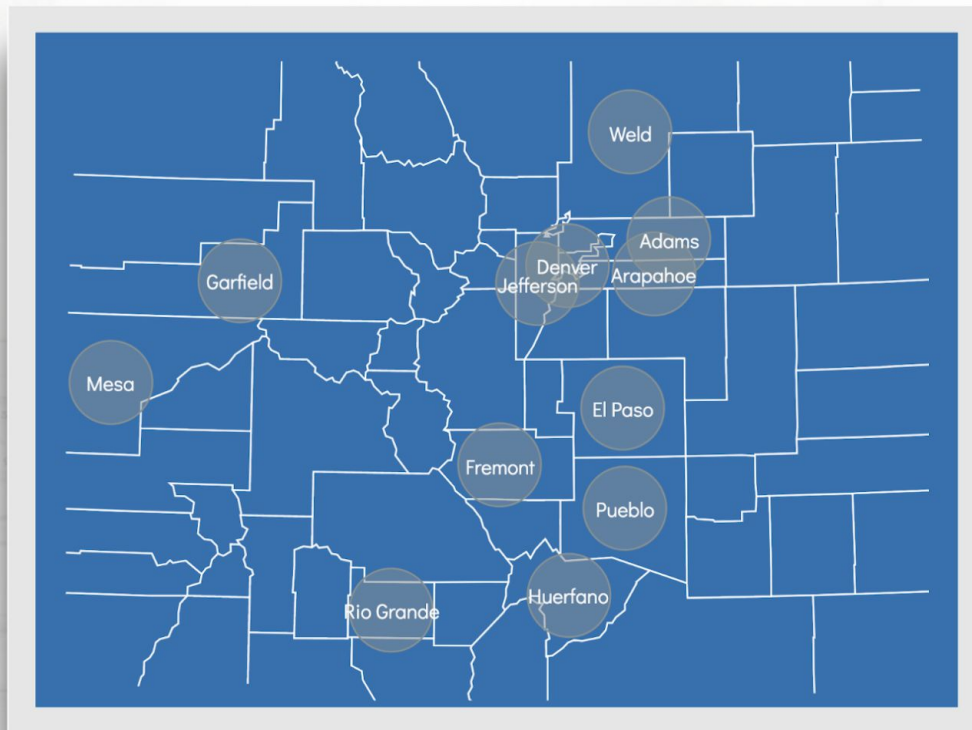 Weld
Adams
Denver
Arapahoe
Garfield
Jefferson
Mesa
El Paso
Fremont
Pueblo
Huerfano
Rio Grande